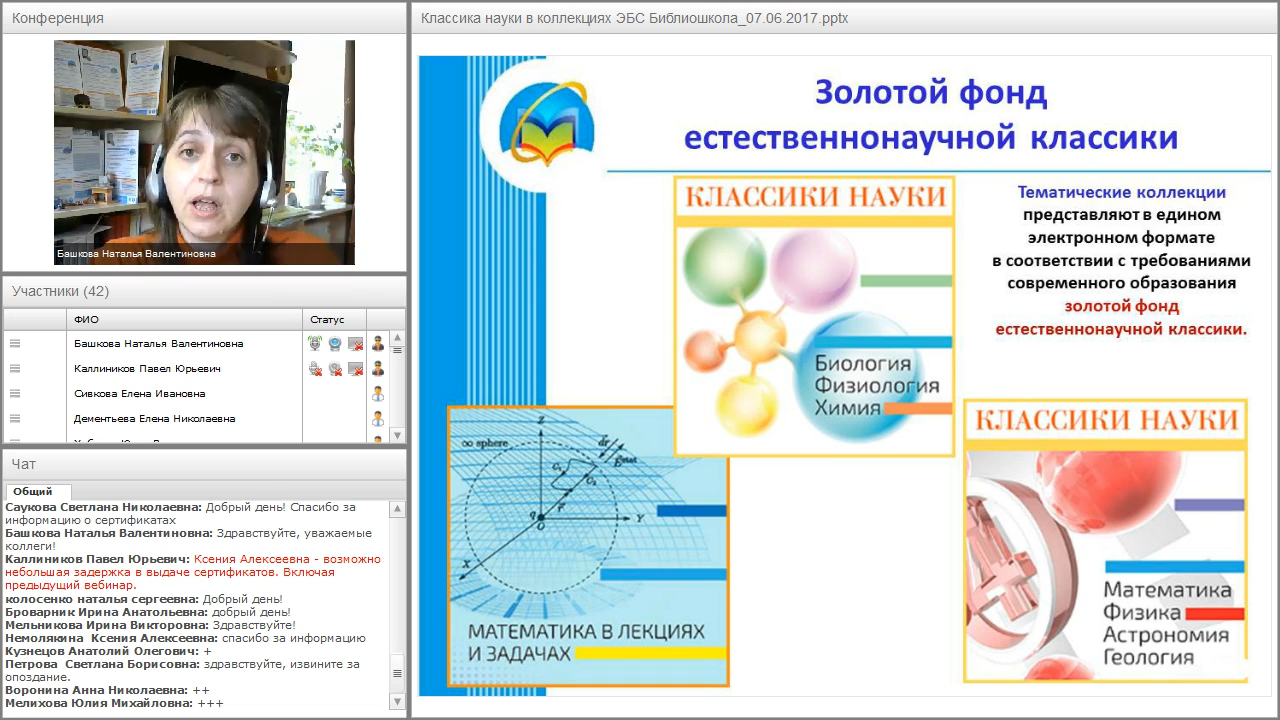 Конференция
Башкова Наталья Валентиновна
Участники (42)
ФИО
Статус
Башкова Наталья Валентиновна
Каллиников Павел Юрьевич
Сивкова Елена Ивановна
Дементьева Елена Николаевна
Чат
Общий
Саукова Светлана Николаевна: Добрый день! Спасибо за
информацию о сертификатах
Башкова Наталья Валентиновна: Здравствуйте, уважаемые
коллеги!
Каллиников Павел Юрьевич: Ксения Алексеевна - возможно
небольшая задержка в выдаче сертификатов. Включая
предыдущий вебинар.
колосенко наталья сергеевна: Добрый день!
Броварник Ирина Анатольевна: добрый день!
Мельникова Ирина Викторовна: Здравствуйте!
Немолякина Ксения Алексеевна: спасибо за информацию
Кузнецов Анатолий Олегович: +
Петрова Светлана Борисовна: здравствуйте, извините за
опоздание.
Воронина Анна Николаевна: ++
Мелихова Юлия Михайловна: +++
Классика науки в коллекциях ЭБС Библиошкола_07.06.2017.pptx
Золотой фонд
естественнонаучной классики
КЛАССИКИ НАУКИ
Биология
Физиология
Химия
Тематические коллекции
представляют в едином
электронном формате
в соответствии с требованиями
современного образования
золотой фонд
естественнонаучной классики.
∞ sphere
Z
dr
C₁
C₂
r
q
O
Y
X
МАТЕМАТИКА В ЛЕКЦИЯХ
И ЗАДАЧАХ
КЛАССИКИ НАУКИ
Математика
Физика
Астрономия
Геология